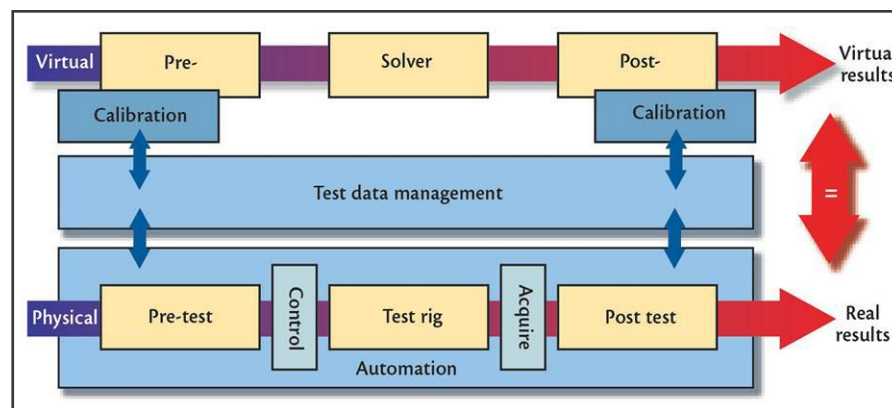 Virtual
Pre-
Solver
Post-
Virtual
results
Calibration
Calibration
Test data management
=
Physical
Pre-test
Control
Test rig
Acquire
Post test
Real
results
Automation